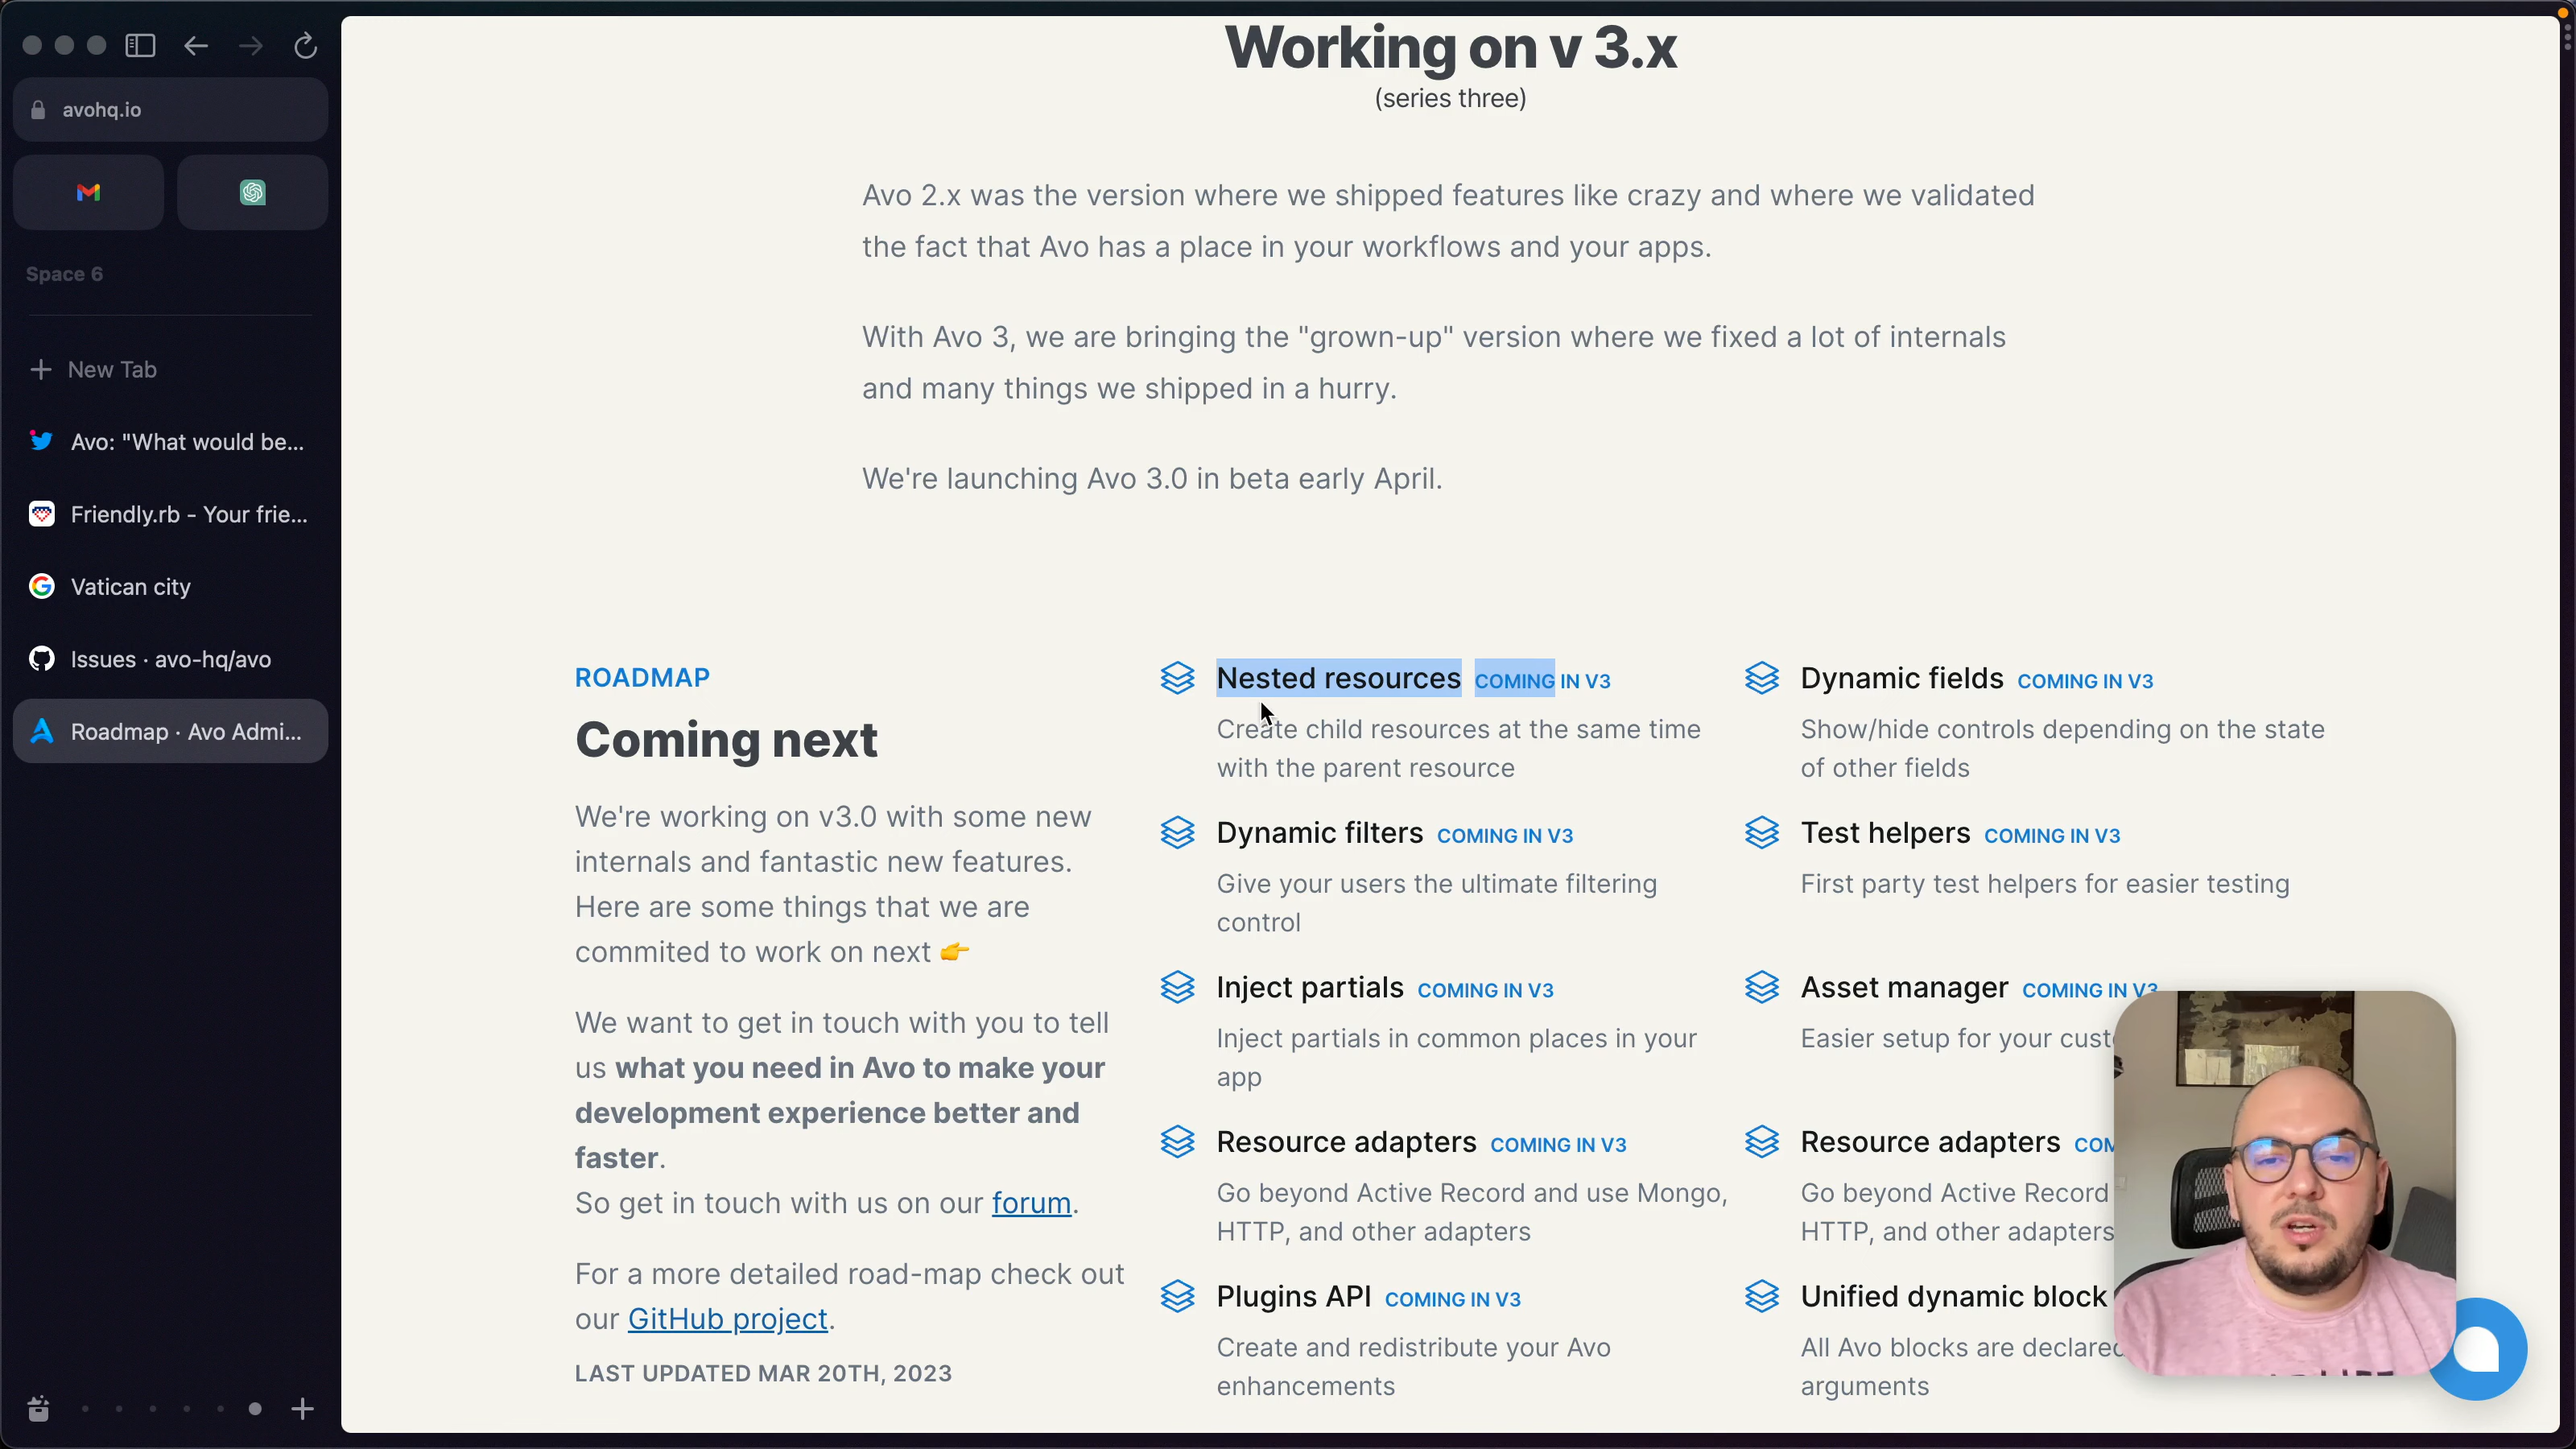 avohq.io
Space 6
New Tab
Avo: "What would be...
Friendly.rb - Your frie...
Vatican city
Issues · avo-hq/avo
Roadmap · Avo Admi...
Working on v 3.x
(series three)
Avo 2.x was the version where we shipped features like crazy and where we validated
the fact that Avo has a place in your workflows and your apps.
With Avo 3, we are bringing the "grown-up" version where we fixed a lot of internals
and many things we shipped in a hurry.
We're launching Avo 3.0 in beta early April.
ROADMAP
Coming next
We're working on v3.0 with some new
internals and fantastic new features.
Here are some things that we are
commited to work on next 👉
We want to get in touch with you to tell
us what you need in Avo to make your
development experience better and
faster.
So get in touch with us on our forum.
For a more detailed road-map check out
our GitHub project.
LAST UPDATED MAR 20TH, 2023
Nested resources COMING IN V3
Create child resources at the same time
with the parent resource
Dynamic filters COMING IN V3
Give your users the ultimate filtering
control
Inject partials COMING IN V3
Inject partials in common places in your
app
Resource adapters COMING IN V3
Go beyond Active Record and use Mongo,
HTTP, and other adapters
Plugins API COMING IN V3
Create and redistribute your Avo
enhancements
Dynamic fields COMING IN V3
Show/hide controls depending on the state
of other fields
Test helpers COMING IN V3
First party test helpers for easier testing
Asset manager COMING IN V3
Easier setup for your
Resource adapters
Go beyond Active Record
HTTP, and other adapters
Unified dynamic block
All Avo blocks are declared
arguments